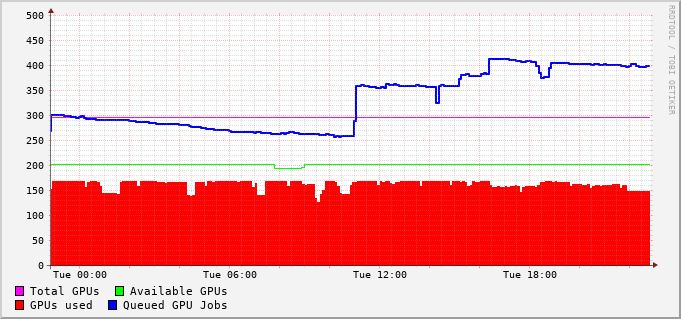 500
450
400
350
300
250
200
150
100
50
0
Tue 00:00 Tue 06:00 Tue 12:00 Tue 18:00
Total GPUs Available GPUs
GPUs used Queued GPU Jobs
RRDTOOL / TOBI OETIKER